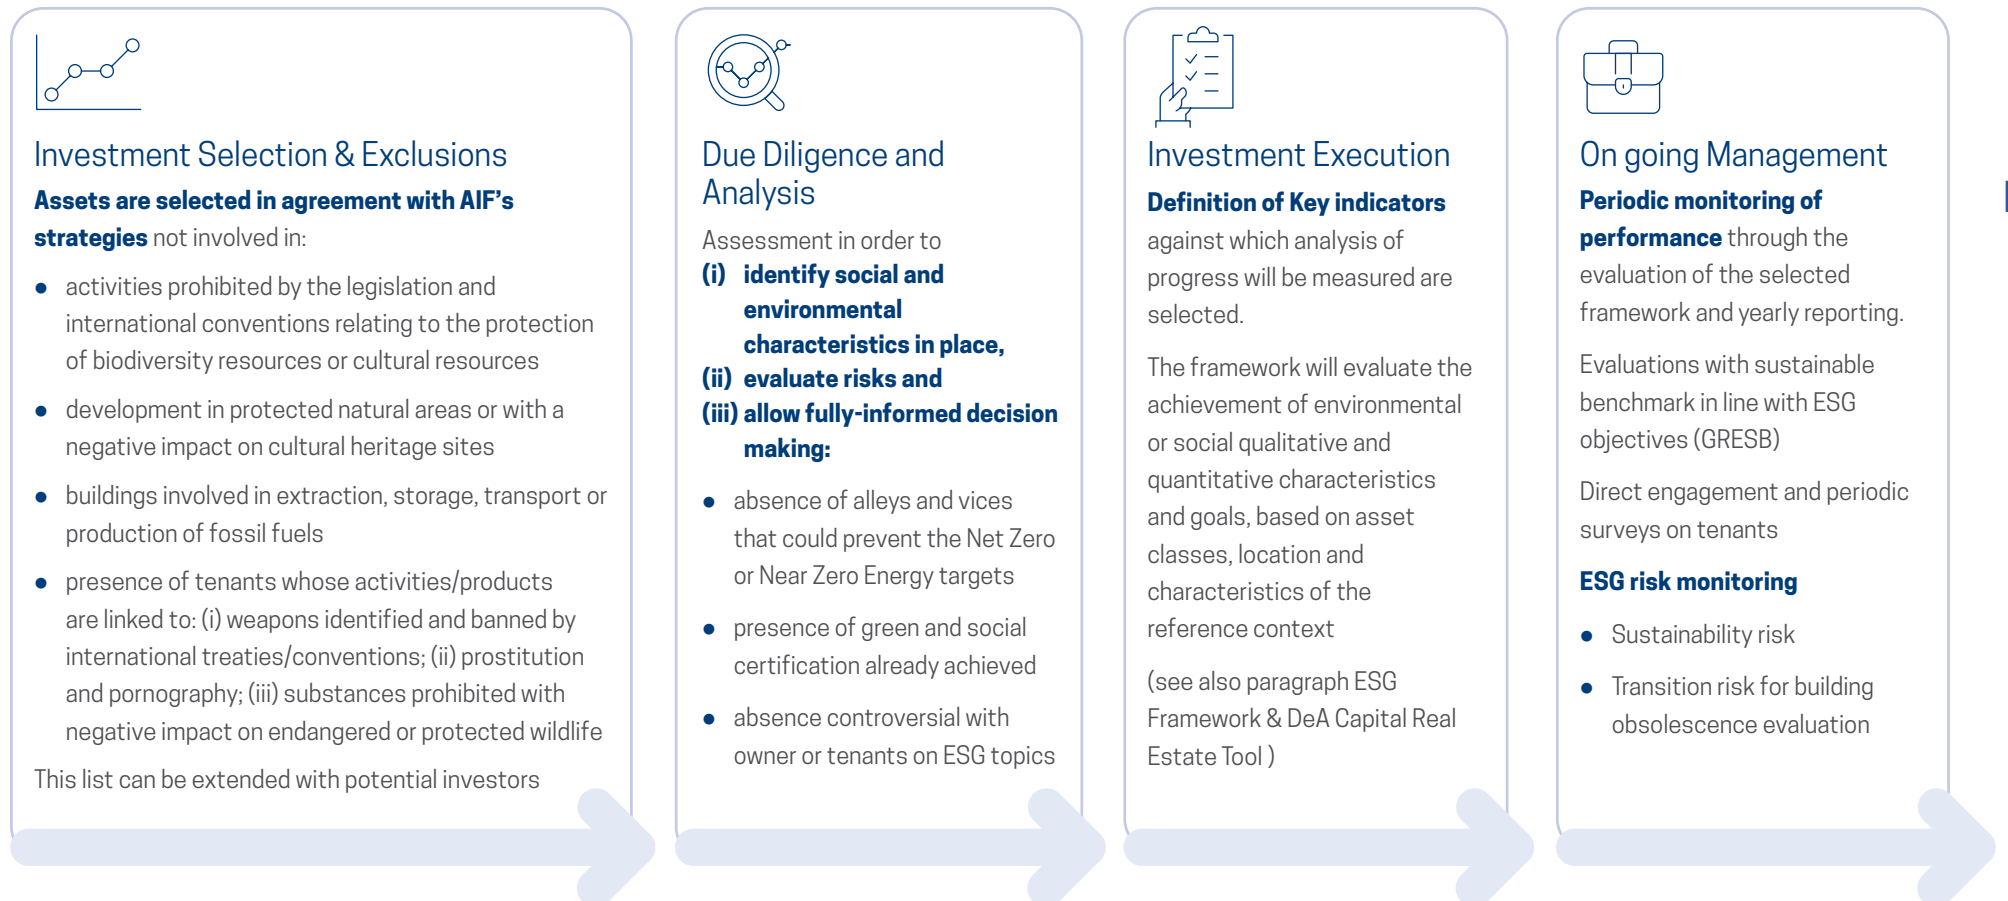 Investment Selection & Exclusions
Assets are selected in agreement with AIF's
strategies not involved in:
● activities prohibited by the legislation and
international conventions relating to the protection
of biodiversity resources or cultural resources
● development in protected natural areas or with a
negative impact on cultural heritage sites
● buildings involved in extraction, storage, transport or
production of fossil fuels
● presence of tenants whose activities/products
are linked to: (i) weapons identified and banned by
international treaties/conventions; (ii) prostitution
and pornography; (iii) substances prohibited with
negative impact on endangered or protected wildlife
This list can be extended with potential investors
Due Diligence and
Analysis
Assessment in order to
(i) identify social and
environmental
characteristics in place,
(ii) evaluate risks and
(iii) allow fully-informed decision
making:
● absence of alleys and vices
that could prevent the Net Zero
or Near Zero Energy targets
● presence of green and social
certification already achieved
● absence controversial with
owner or tenants on ESG topics
Investment Execution
Definition of Key indicators
against which analysis of
progress will be measured are
selected.
The framework will evaluate the
achievement of environmental
or social qualitative and
quantitative characteristics
and goals, based on asset
classes, location and
characteristics of the
reference context
(see also paragraph ESG
Framework & DeA Capital Real
Estate Tool )
On going Management
Periodic monitoring of
performance through the
evaluation of the selected
framework and yearly reporting.
Evaluations with sustainable
benchmark in line with ESG
objectives (GRESB)
Direct engagement and periodic
surveys on tenants
ESG risk monitoring
● Sustainability risk
● Transition risk for building
obsolescence evaluation